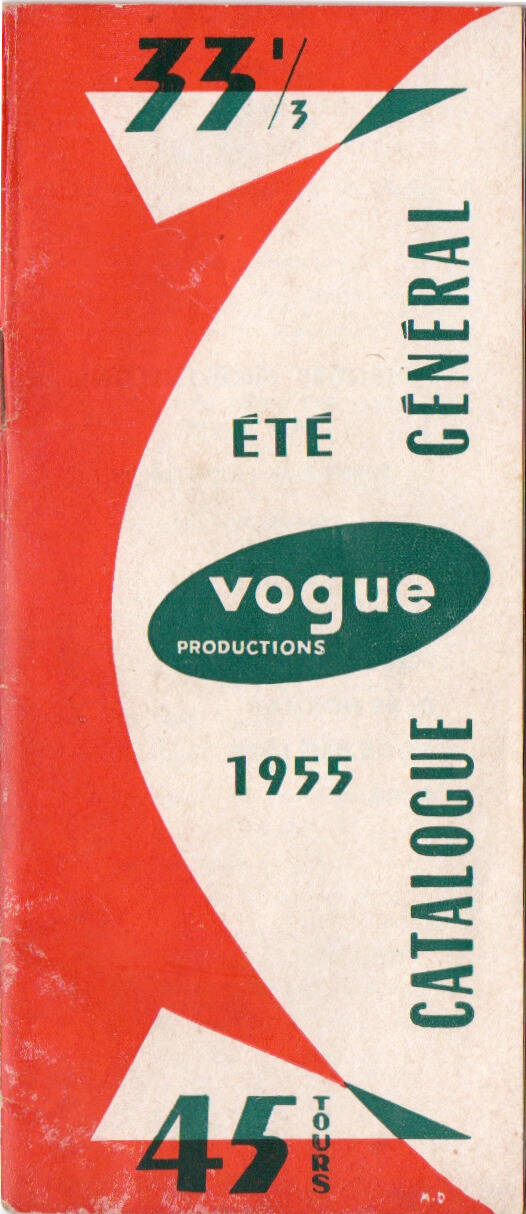 33 1/3
ÉTÉ
vogue
PRODUCTIONS
1955
CATALOGUE GÉNÉRAL
45 TOURS
M.D